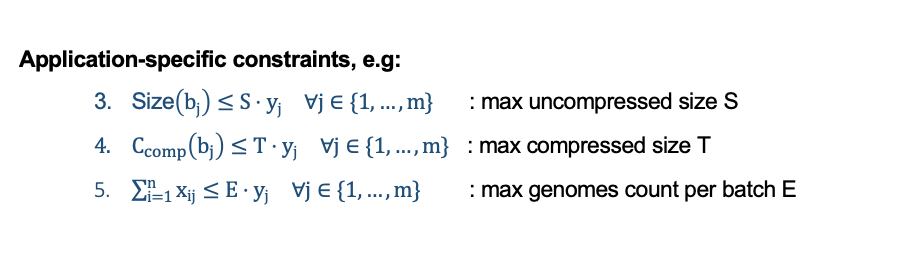 Application-specific constraints, e.g:
3. Size(bⱼ) ≤ S · yⱼ ∀j ∈ {1, ..., m} : max uncompressed size S
4. C_comp(bⱼ) ≤ T · yⱼ ∀j ∈ {1, ..., m} : max compressed size T
5. ∑ⁿᵢ₌₁ xᵢⱼ ≤ E · yⱼ ∀j ∈ {1, ..., m} : max genomes count per batch E